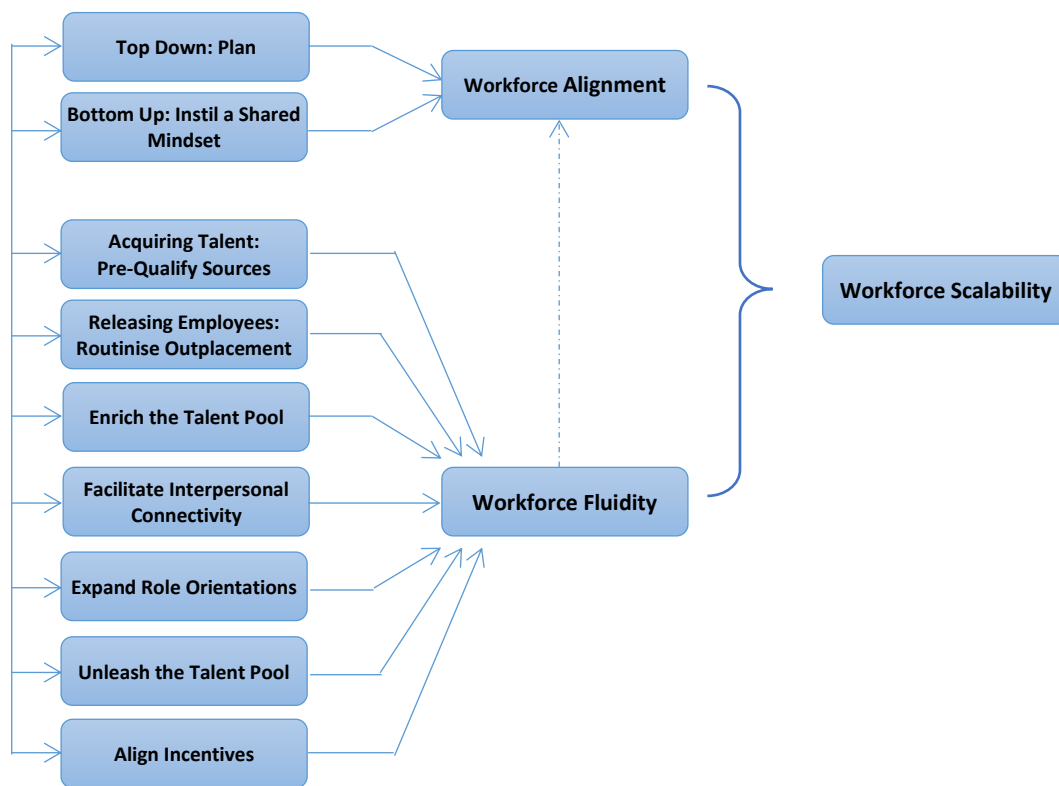 Top Down: Plan
Bottom Up: Instil a Shared
Mindset
Workforce Alignment
Acquiring Talent:
Pre-Qualify Sources
Releasing Employees:
Routinise Outplacement
Enrich the Talent Pool
Facilitate Interpersonal
Connectivity
Expand Role Orientations
Unleash the Talent Pool
Align Incentives
Workforce Fluidity
Workforce Scalability